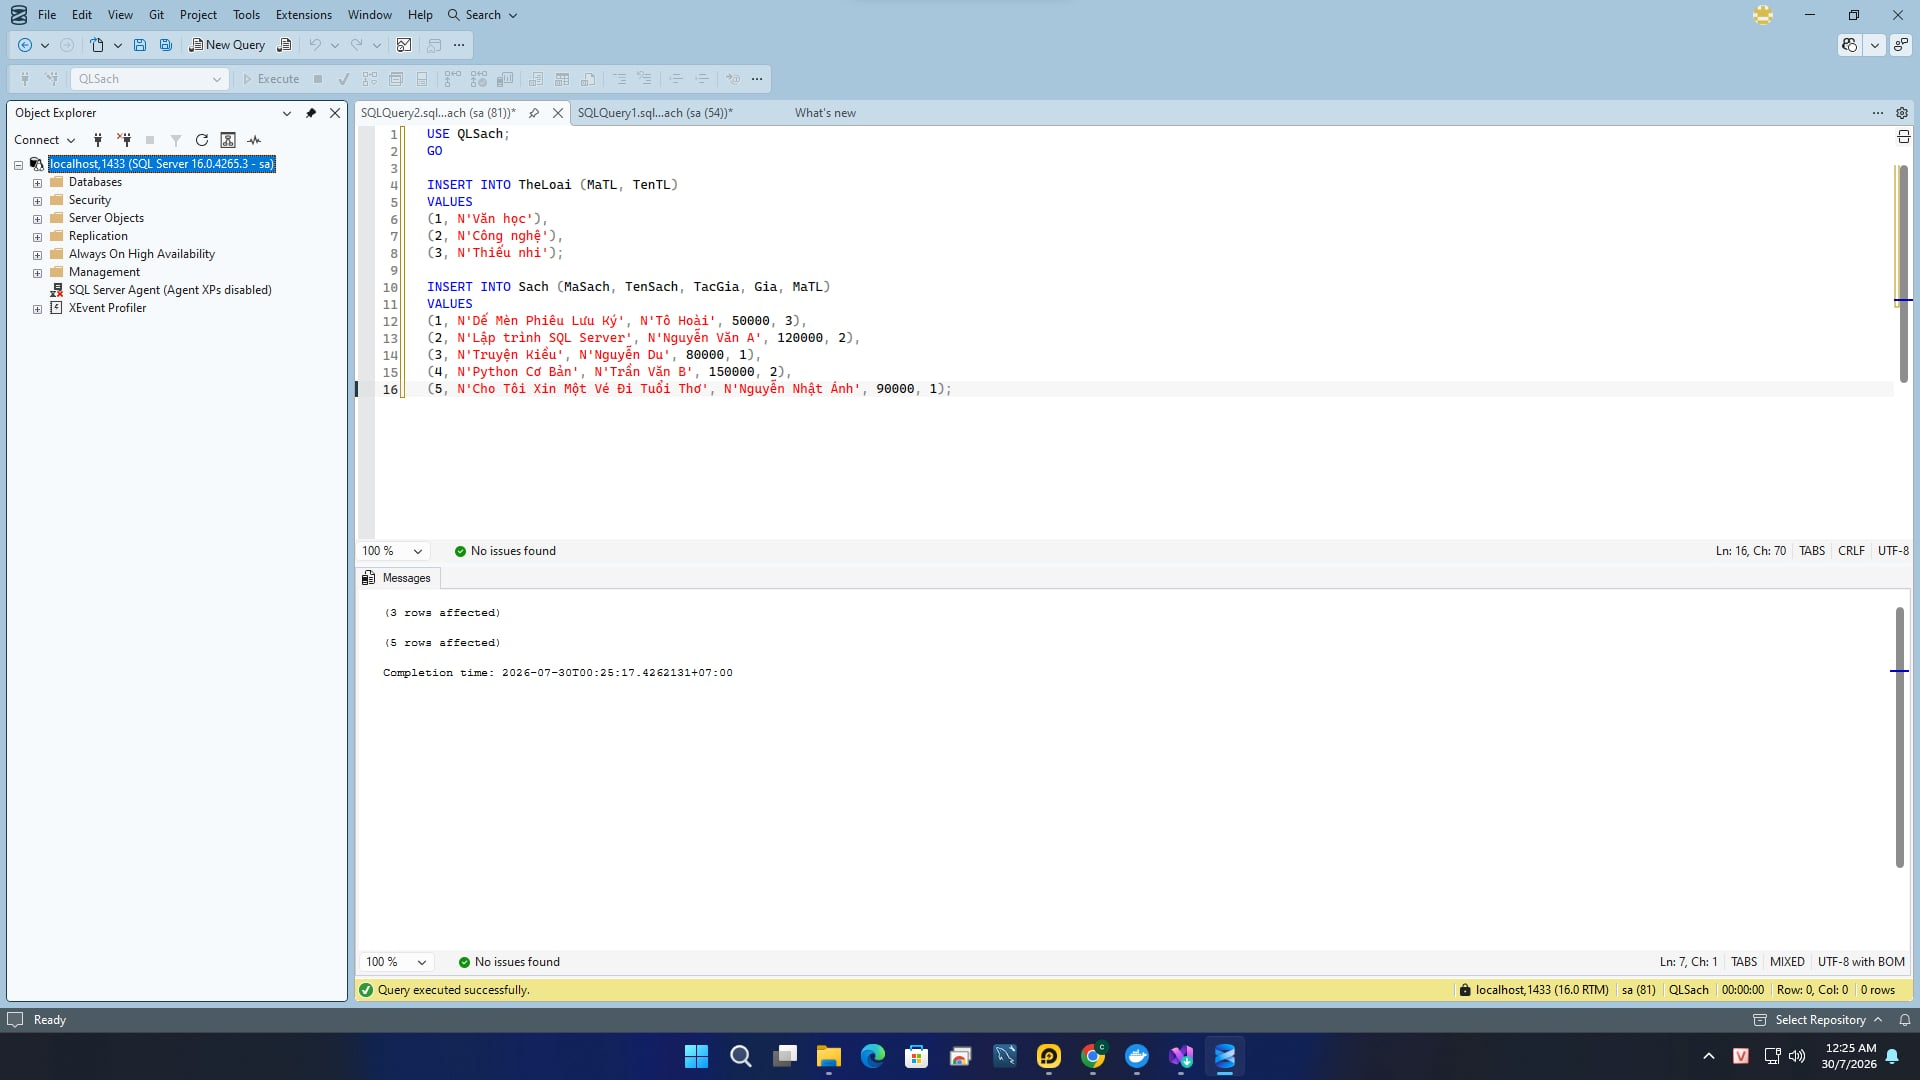 File Edit View Git Project Tools Extensions Window Help Search
New Query
QLSach Execute
Object Explorer
Connect
localhost,1433 (SQL Server 16.0.4265.3 - sa)
Databases
Security
Server Objects
Replication
Always On High Availability
Management
SQL Server Agent (Agent XPs disabled)
XEvent Profiler
SQLQuery2.sql...ach (sa (81))* SQLQuery1.sql...ach (sa (54))* What's new
1 USE QLSach;
2 GO
3
4 INSERT INTO TheLoai (MaTL, TenTL)
5 VALUES
6 (1, N'Văn học'),
7 (2, N'Công nghệ'),
8 (3, N'Thiếu nhi');
9
10 INSERT INTO Sach (MaSach, TenSach, TacGia, Gia, MaTL)
11 VALUES
12 (1, N'Dế Mèn Phiêu Lưu Ký', N'Tô Hoài', 50000, 3),
13 (2, N'Lập trình SQL Server', N'Nguyễn Văn A', 120000, 2),
14 (3, N'Truyện Kiều', N'Nguyễn Du', 80000, 1),
15 (4, N'Python Cơ Bản', N'Trần Văn B', 150000, 2),
16 (5, N'Cho Tôi Xin Một Vé Đi Tuổi Thơ', N'Nguyễn Nhật Ánh', 90000, 1);
100 % No issues found Ln: 16, Ch: 70 TABS CRLF UTF-8
Messages
(3 rows affected)
(5 rows affected)
Completion time: 2026-07-30T00:25:17.4262131+07:00
100 % No issues found Ln: 7, Ch: 1 TABS MIXED UTF-8 with BOM
Query executed successfully. localhost,1433 (16.0 RTM) sa (81) QLSach 00:00:00 Row: 0, Col: 0 0 rows
Ready Select Repository
12:25 AM
30/7/2026